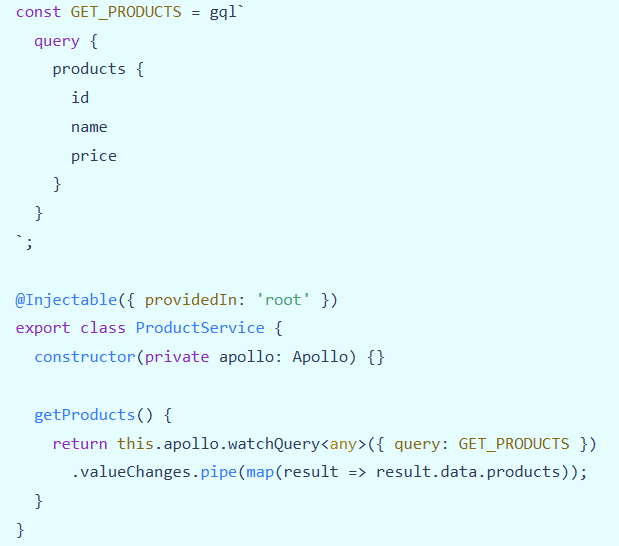 const GET_PRODUCTS = gql`
  query {
    products {
      id
      name
      price
    }
  }
`;

@Injectable({ providedIn: 'root' })
export class ProductService {
  constructor(private apollo: Apollo) {}

  getProducts() {
    return this.apollo.watchQuery<any>({ query: GET_PRODUCTS })
      .valueChanges.pipe(map(result => result.data.products));
  }
}